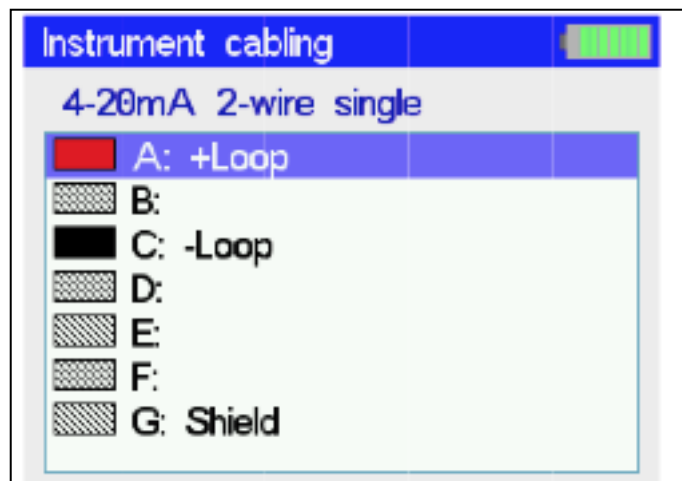 Instrument cabling
4-20mA 2-wire single
A: +Loop
B:
C: -Loop
D:
E:
F:
G: Shield